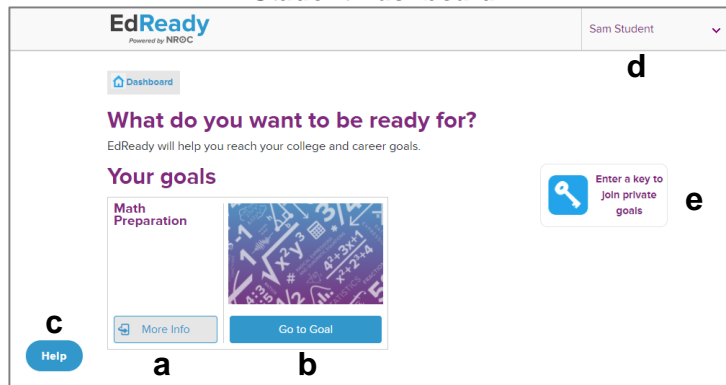 EdReady
Powered by NROC
Sam Student
d
Dashboard
What do you want to be ready for?
EdReady will help you reach your college and career goals.
Your goals
Math
Preparation
More Info
Go to Goal
Enter a key to
join private
goals
e
c
Help
a
b